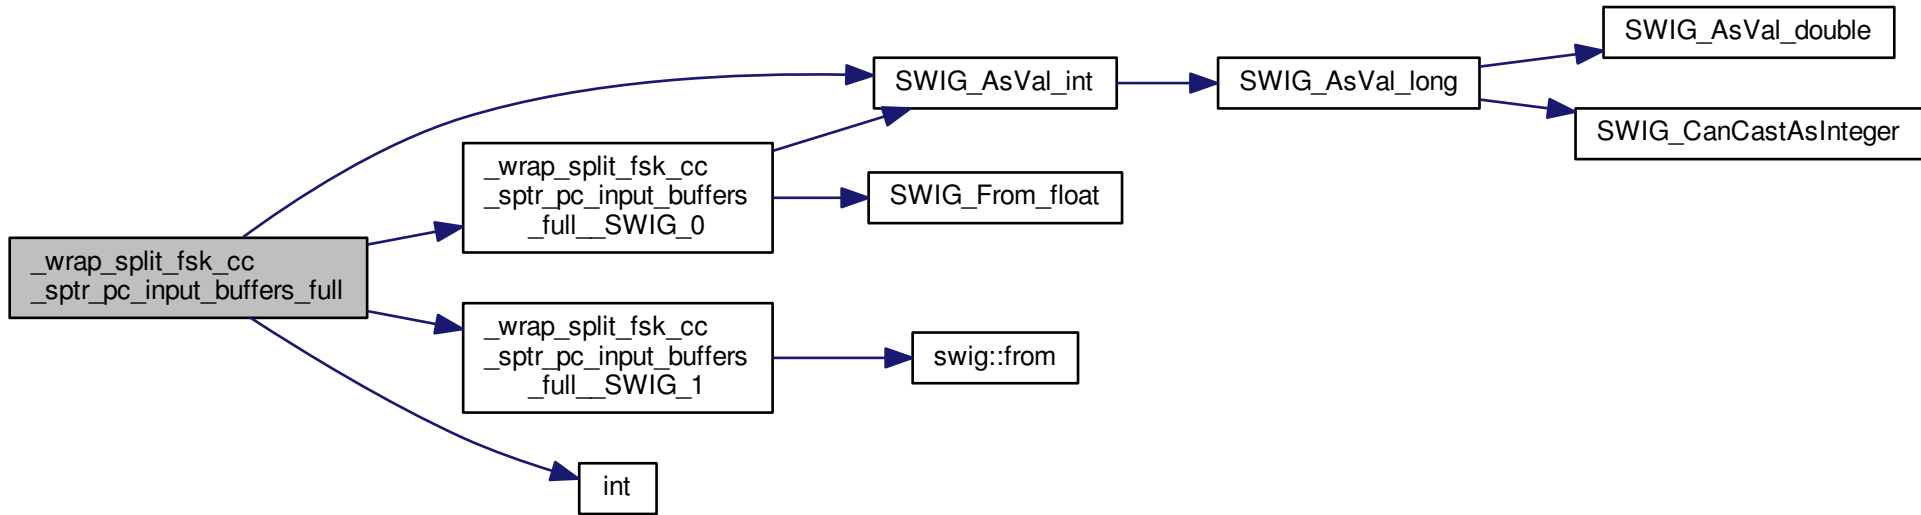 _wrap_split_fsk_cc
_sptr_pc_input_buffers_full
_wrap_split_fsk_cc
_sptr_pc_input_buffers
_full__SWIG_0
_wrap_split_fsk_cc
_sptr_pc_input_buffers
_full__SWIG_1
int
SWIG_AsVal_int
SWIG_From_float
swig::from
SWIG_AsVal_long
SWIG_AsVal_double
SWIG_CanCastAsInteger